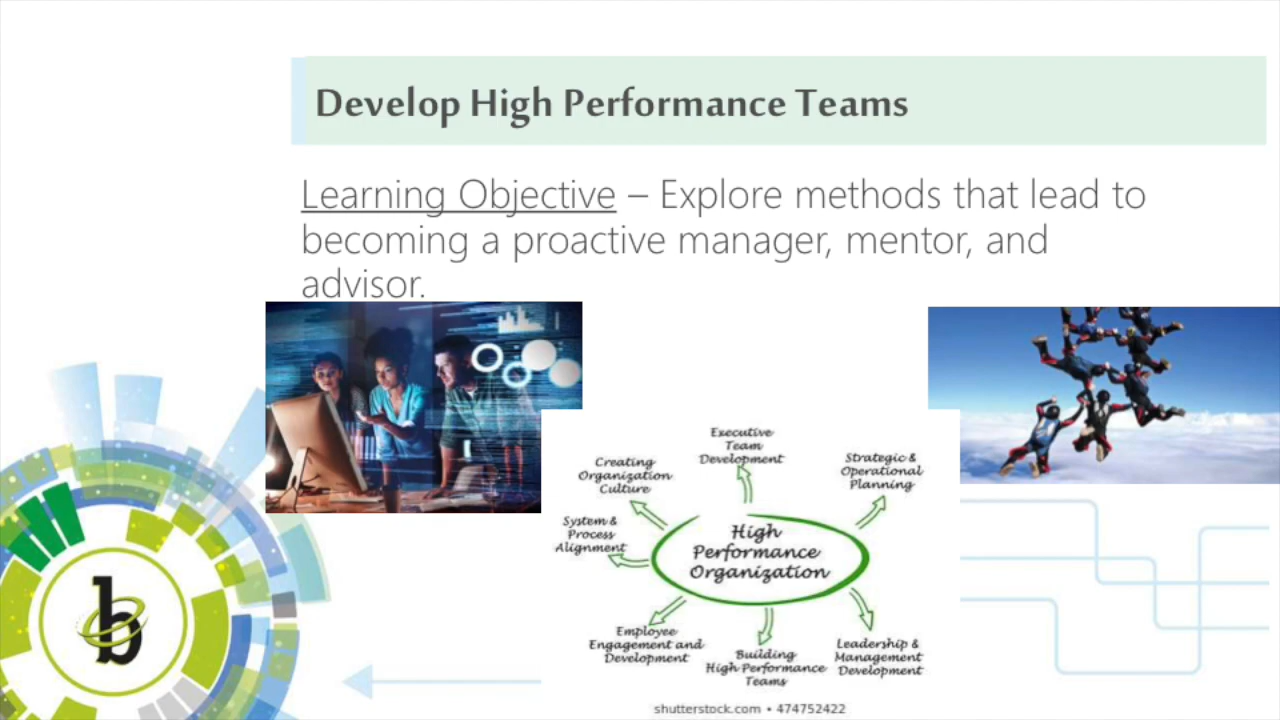 Develop High Performance Teams
Learning Objective – Explore methods that lead to
becoming a proactive manager, mentor, and
advisor.
Executive
Team
Development
Creating
Organization
Culture
Strategic &
Operational
Planning
System &
Process
Alignment
High
Performance
Organization
Employee
Engagement and
Development
Building
High Performance
Teams
Leadership &
Management
Development
b
shutterstock.com • 474752422